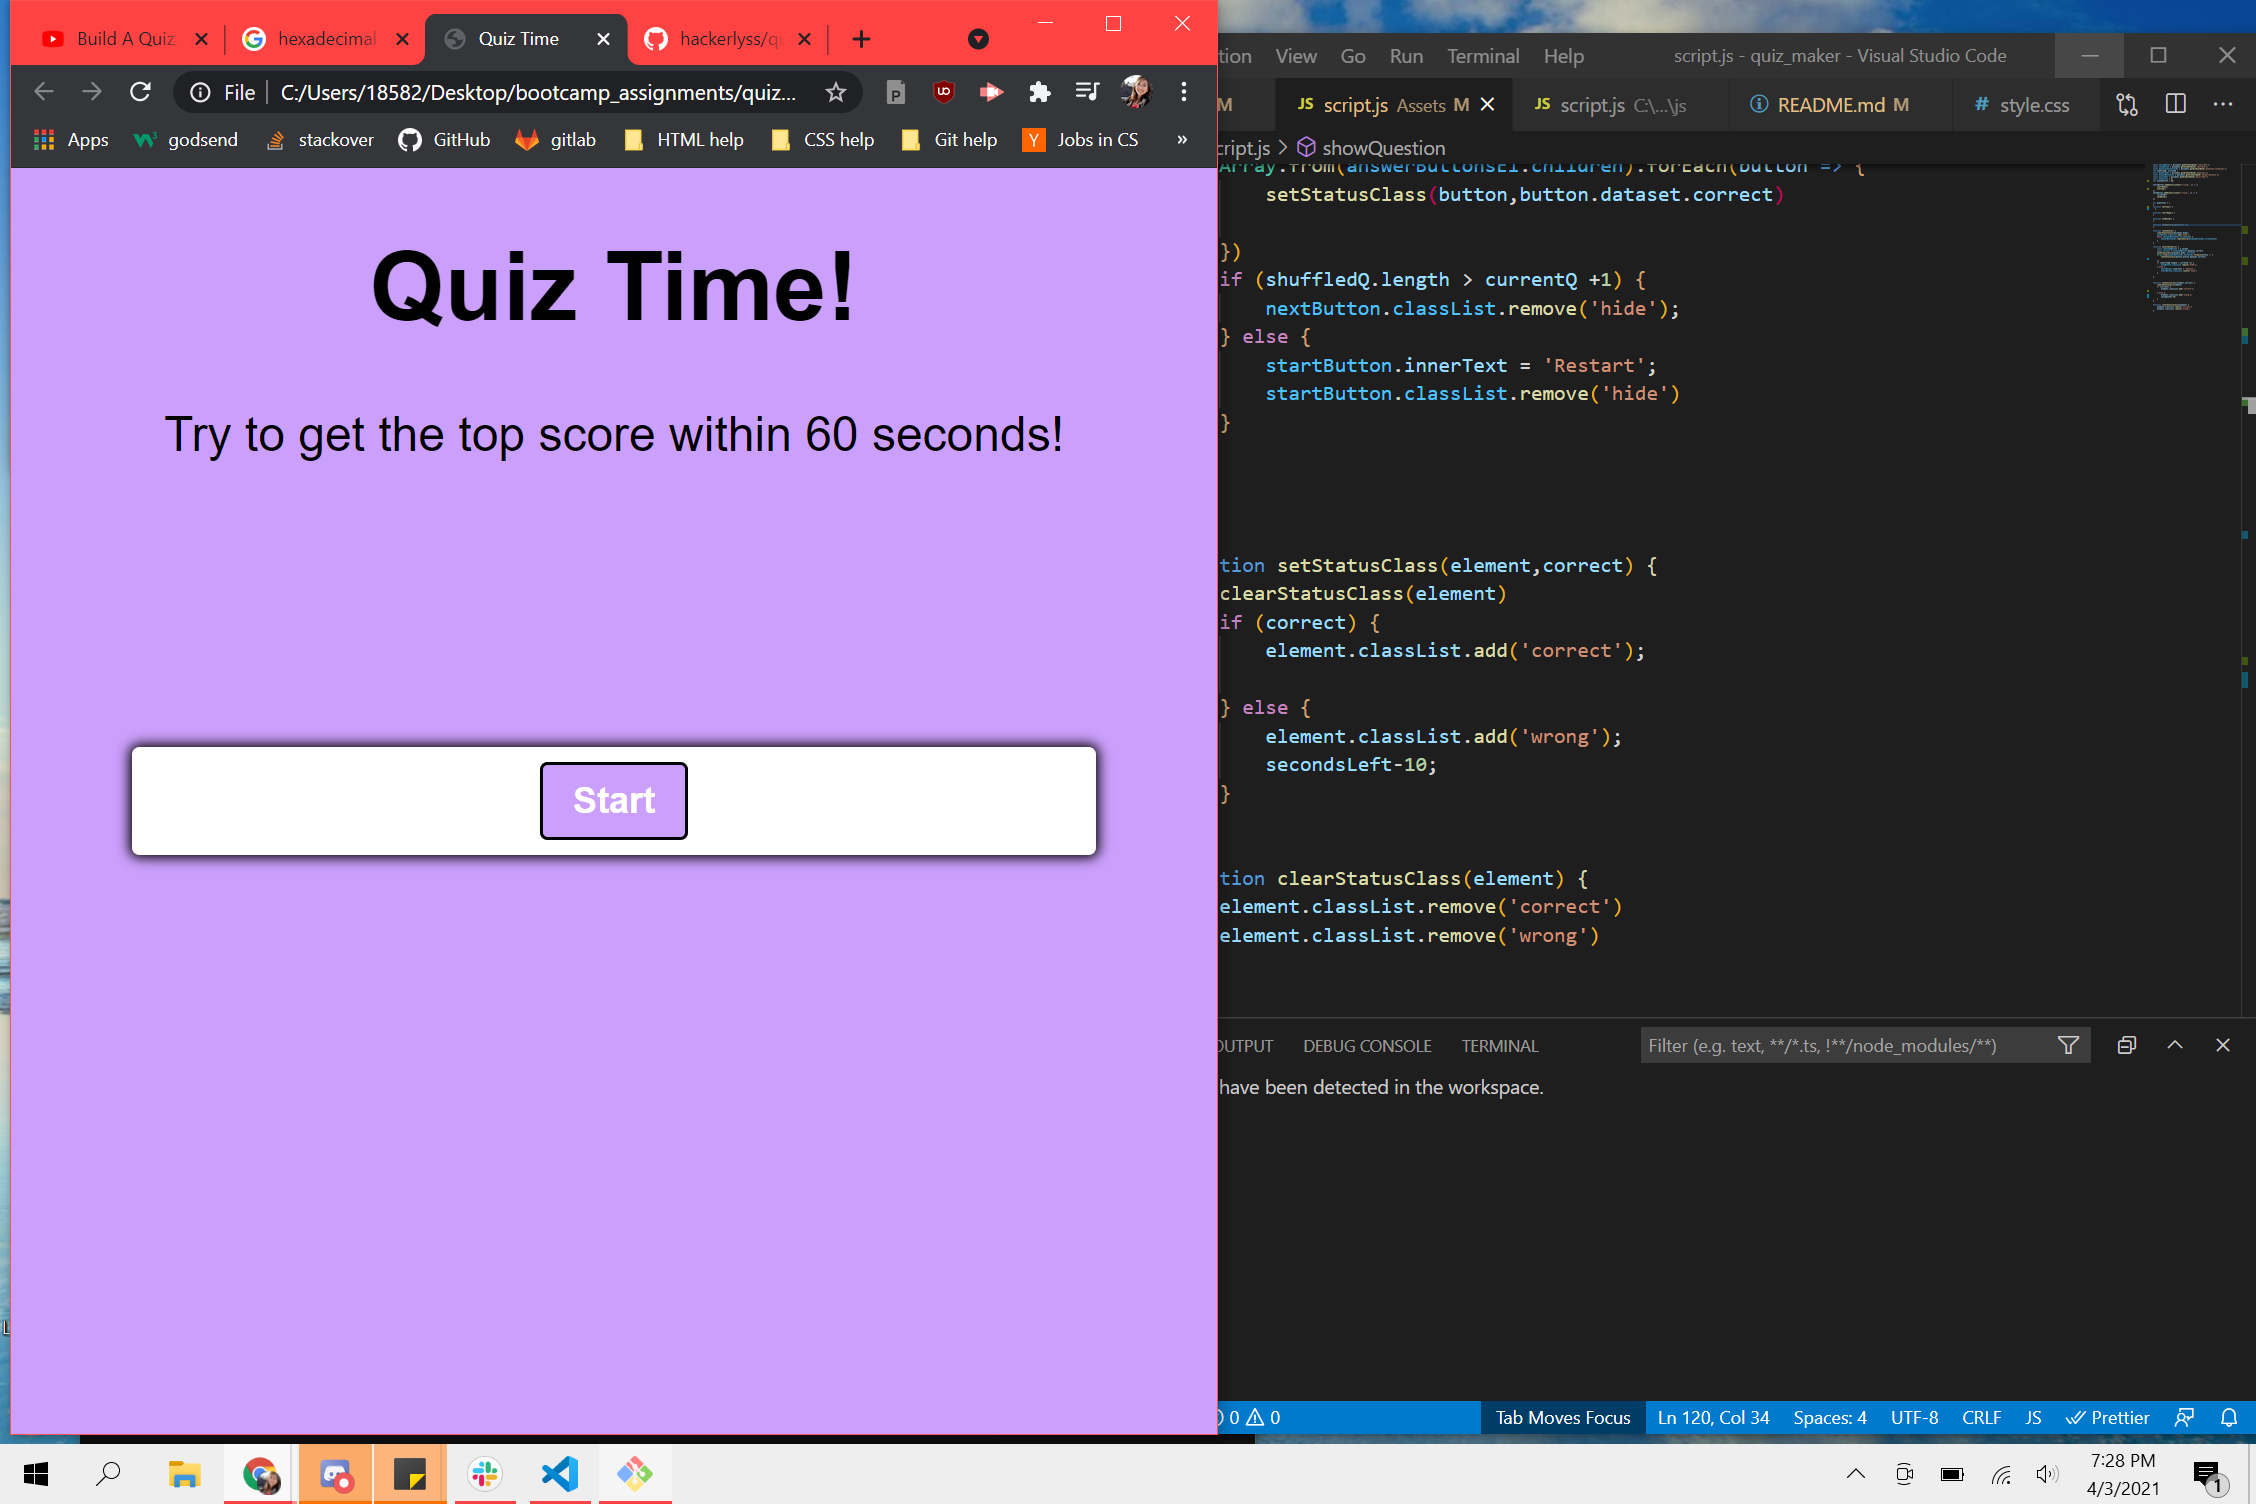 Build A Quiz
hexadecimal
Quiz Time
hackerlyss/qu
File
C:/Users/18582/Desktop/bootcamp_assignments/quiz...
Apps
godsend
stackover
GitHub
gitlab
HTML help
CSS help
Git help
Jobs in CS
»
Quiz Time!
Try to get the top score within 60 seconds!
Start
tion View Go Run Terminal Help
script.js - quiz_maker - Visual Studio Code
M
JS script.js Assets M
JS script.js C:\...\js
README.md M
# style.css
cript.js > showQuestion
Array.from(answerButtonsEl.children).forEach(button => {
setStatusClass(button,button.dataset.correct)
})
if (shuffledQ.length > currentQ +1) {
nextButton.classList.remove('hide');
} else {
startButton.innerText = 'Restart';
startButton.classList.remove('hide')
}
tion setStatusClass(element,correct) {
clearStatusClass(element)
if (correct) {
element.classList.add('correct');
} else {
element.classList.add('wrong');
secondsLeft-10;
}
tion clearStatusClass(element) {
element.classList.remove('correct')
element.classList.remove('wrong')
OUTPUT DEBUG CONSOLE TERMINAL
Filter (e.g. text, **/*.ts, !**/node_modules/**)
have been detected in the workspace.
0 0
Tab Moves Focus
Ln 120, Col 34
Spaces: 4
UTF-8
CRLF
JS
Prettier
7:28 PM
4/3/2021
1